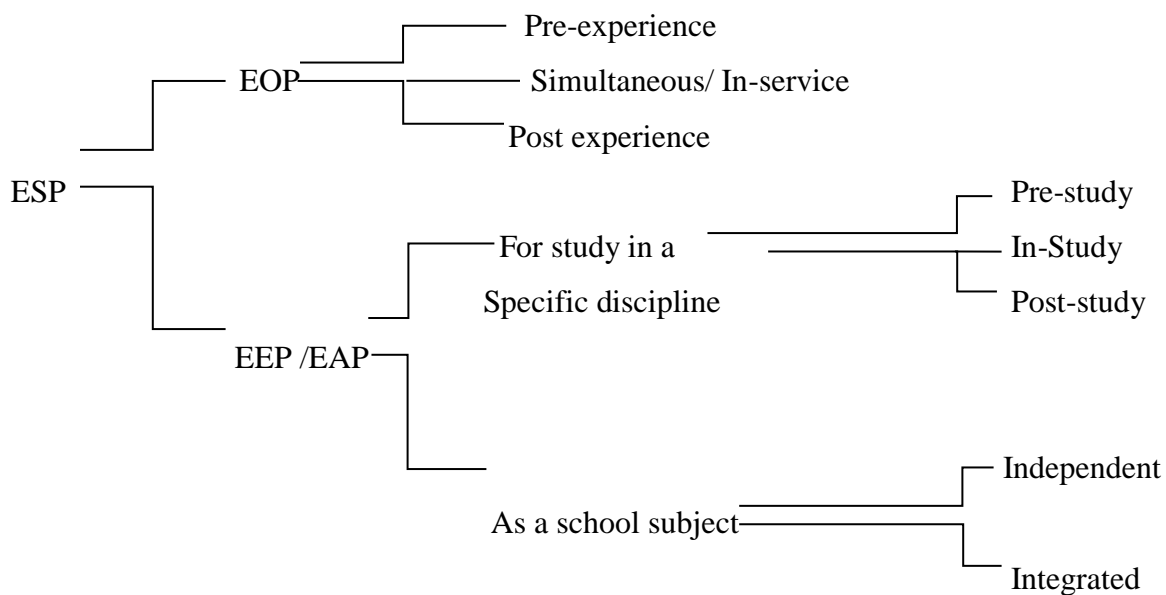 Pre-experience
EOP Simultaneous/ In-service
Post experience
ESP Pre-study
For study in a In-Study
Specific discipline Post-study
EEP /EAP
Independent
As a school subject
Integrated